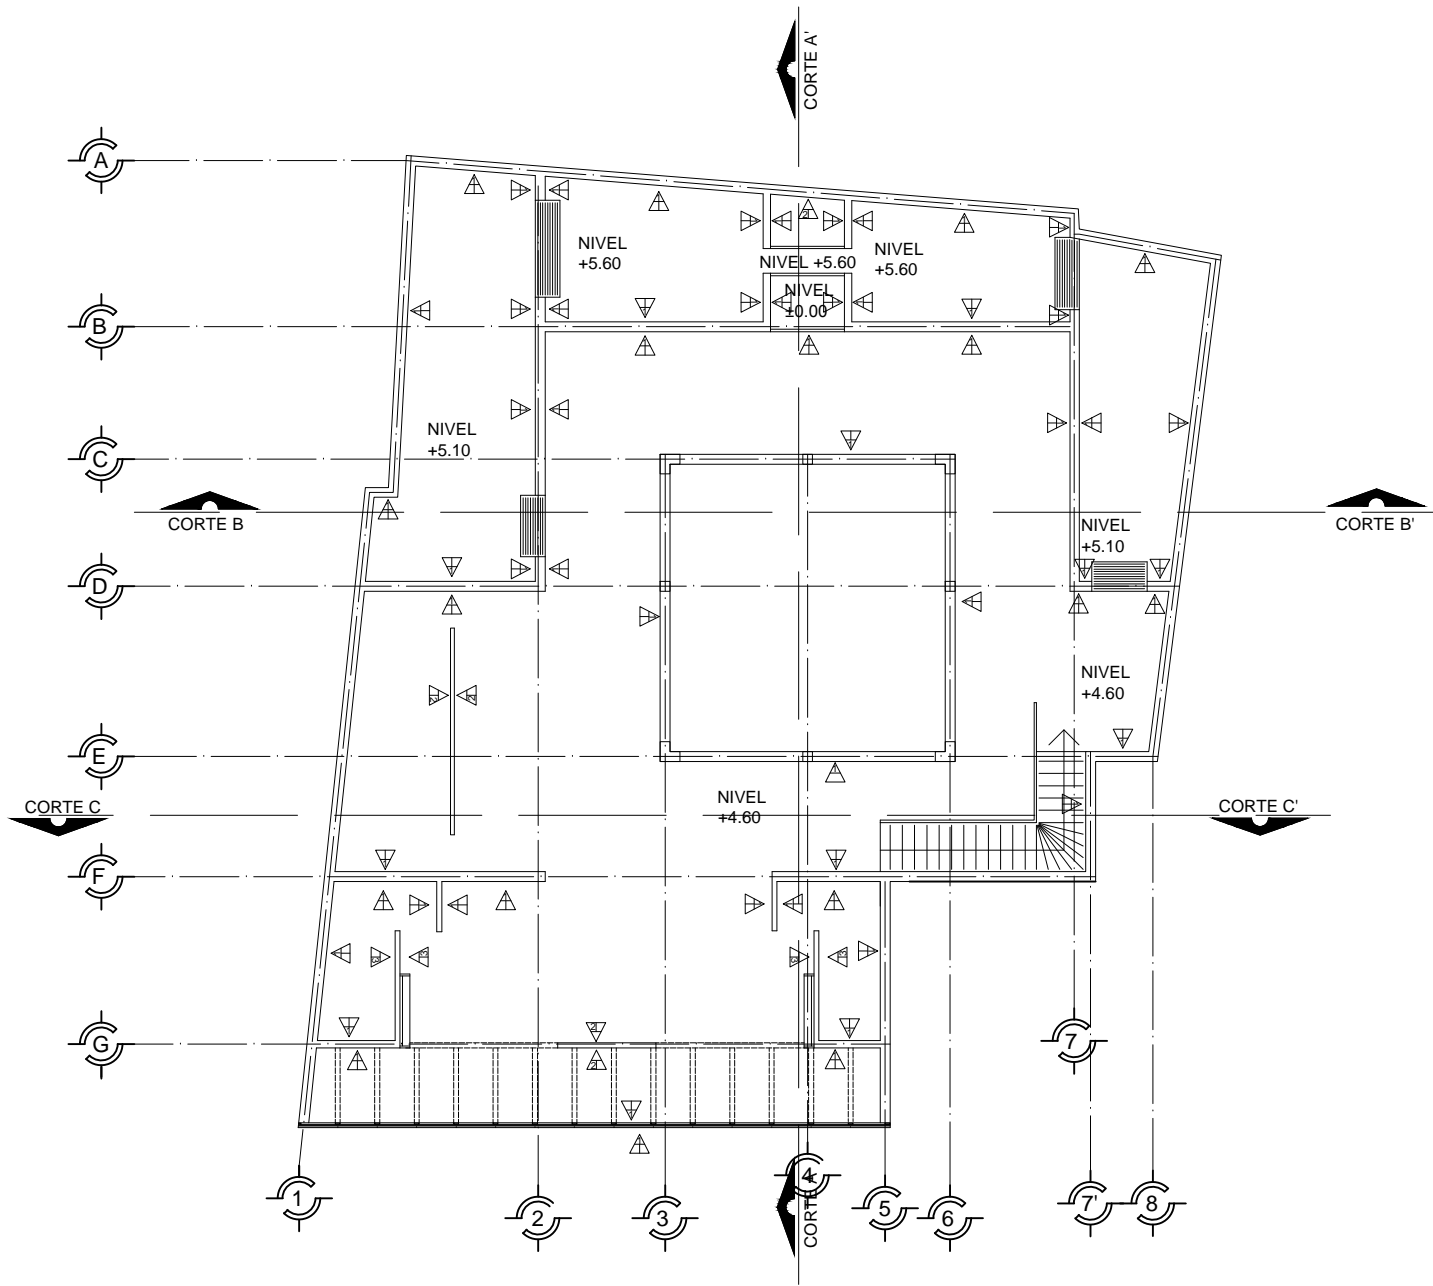 CORTE A'
A
NIVEL
+5.60
NIVEL
+5.60
NIVEL +5.60
NIVEL
±0.00
B
NIVEL
+5.10
C
CORTE B
CORTE B'
NIVEL
+5.10
D
NIVEL
+4.60
E
NIVEL
+4.60
CORTE C
CORTE C'
F
G
7
1
2
3
4
CORTE A
5
6
7'
8